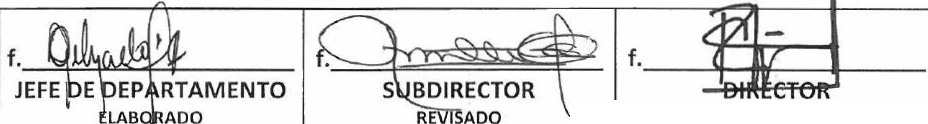 f. f. f.
JEFE DE DEPARTAMENTO SUBDIRECTOR DIRECTOR
ELABORADO REVISADO